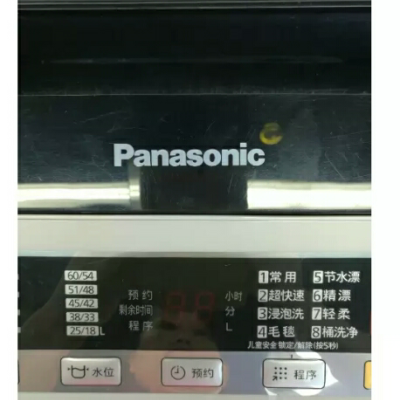 Panasonic
60/54
51/48
45/42
38/33
25/18 L
预约
剩余时间
程序
小时
分
L
1常用 5节水漂
2超快速 6精漂
3浸泡洗 7轻柔
4毛毯 8桶洗净
儿童安全 锁定/解除(按5秒)
水位 预约 程序